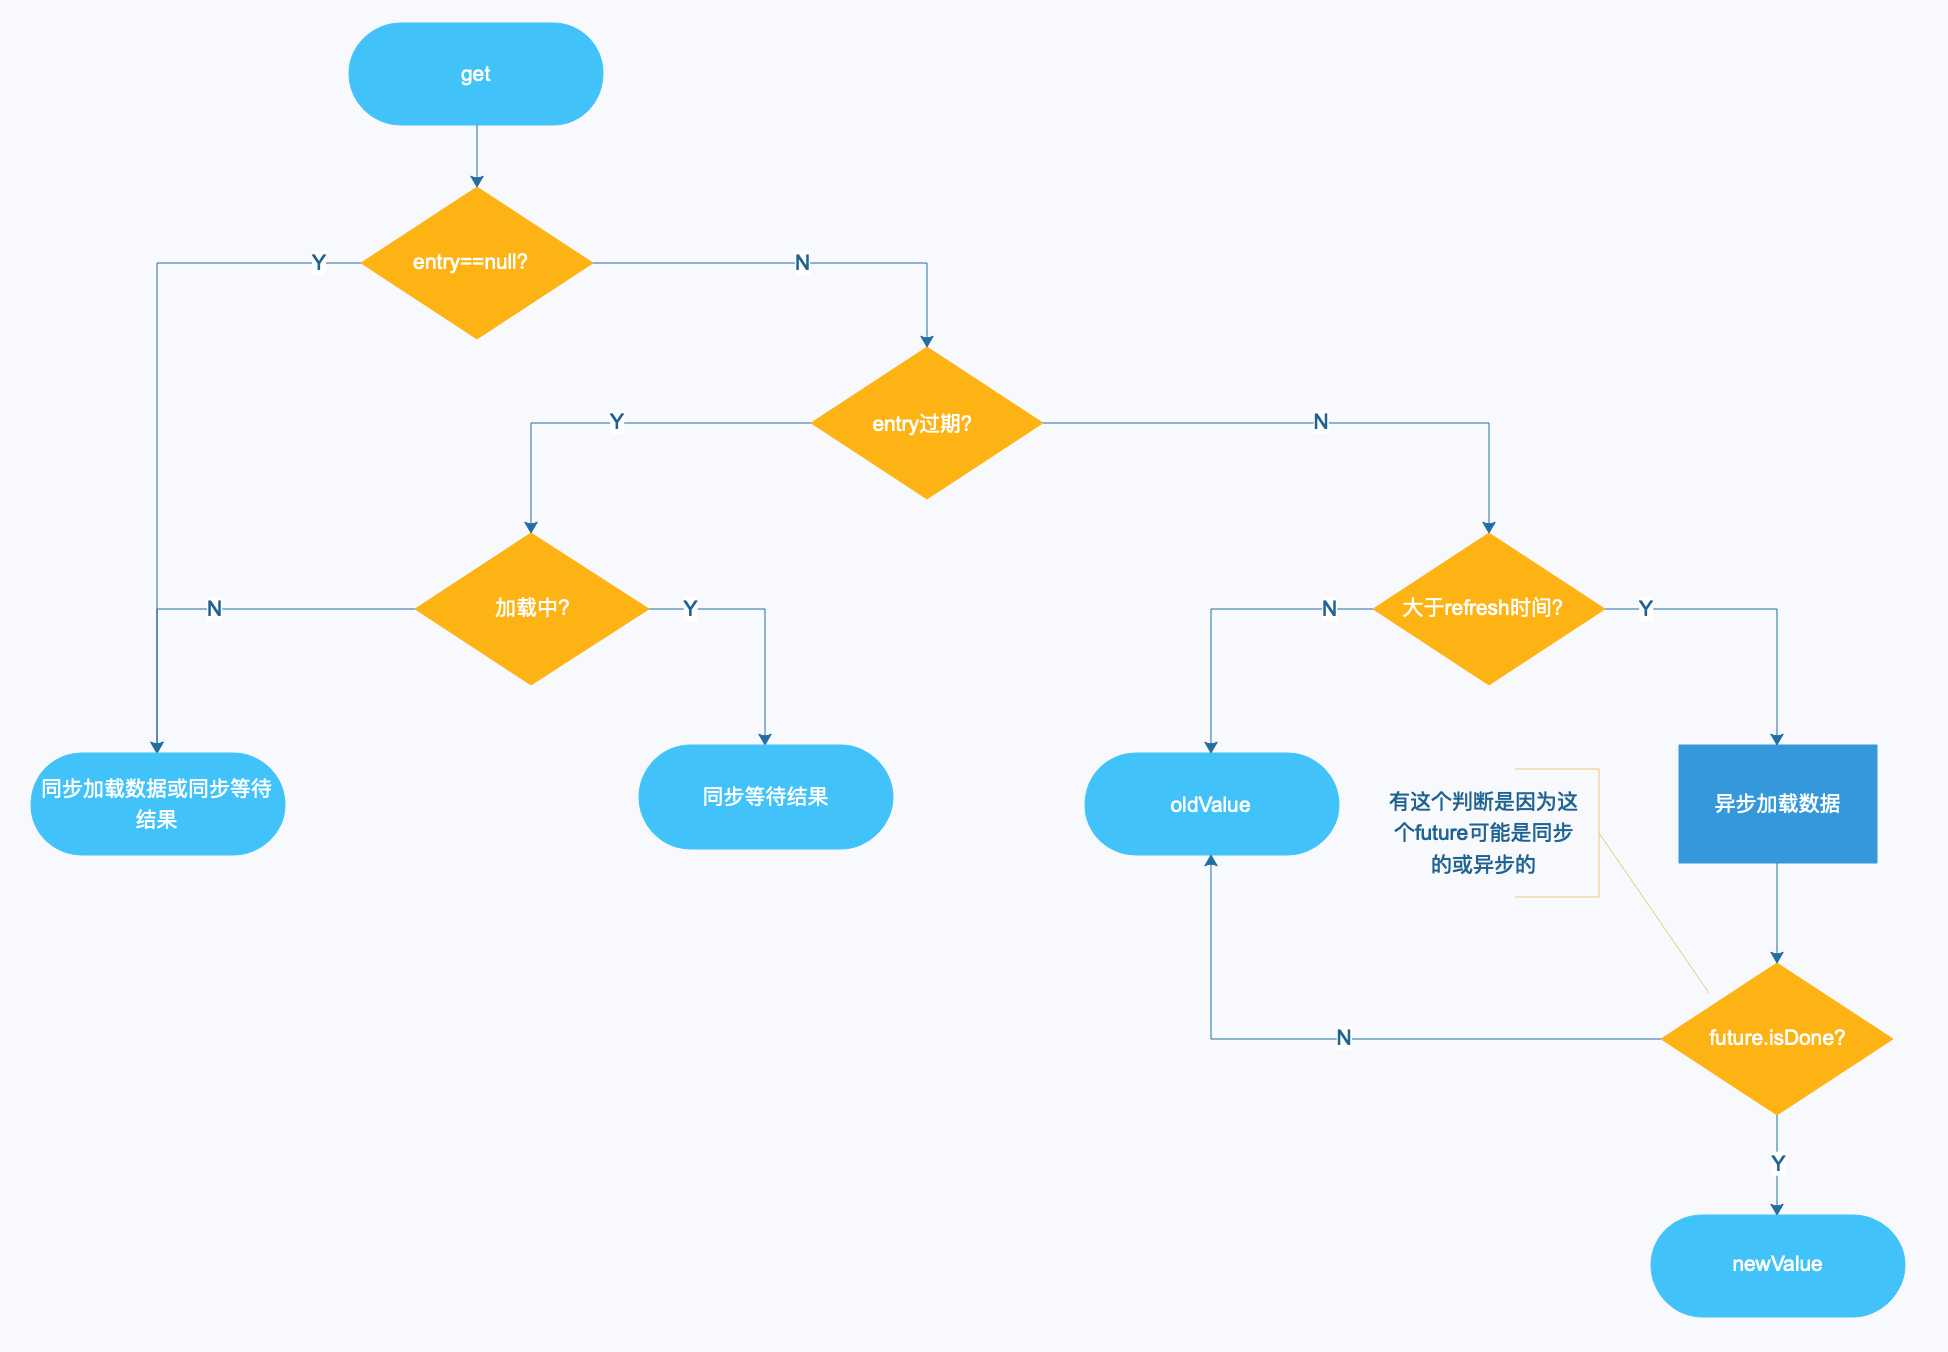 get
entry==null?
Y
N
entry过期?
Y
N
加载中?
N
Y
大于refresh时间?
N
Y
同步加载数据或同步等待
结果
同步等待结果
oldValue
有这个判断是因为这
个future可能是同步
的或异步的
异步加载数据
future.isDone?
N
Y
newValue